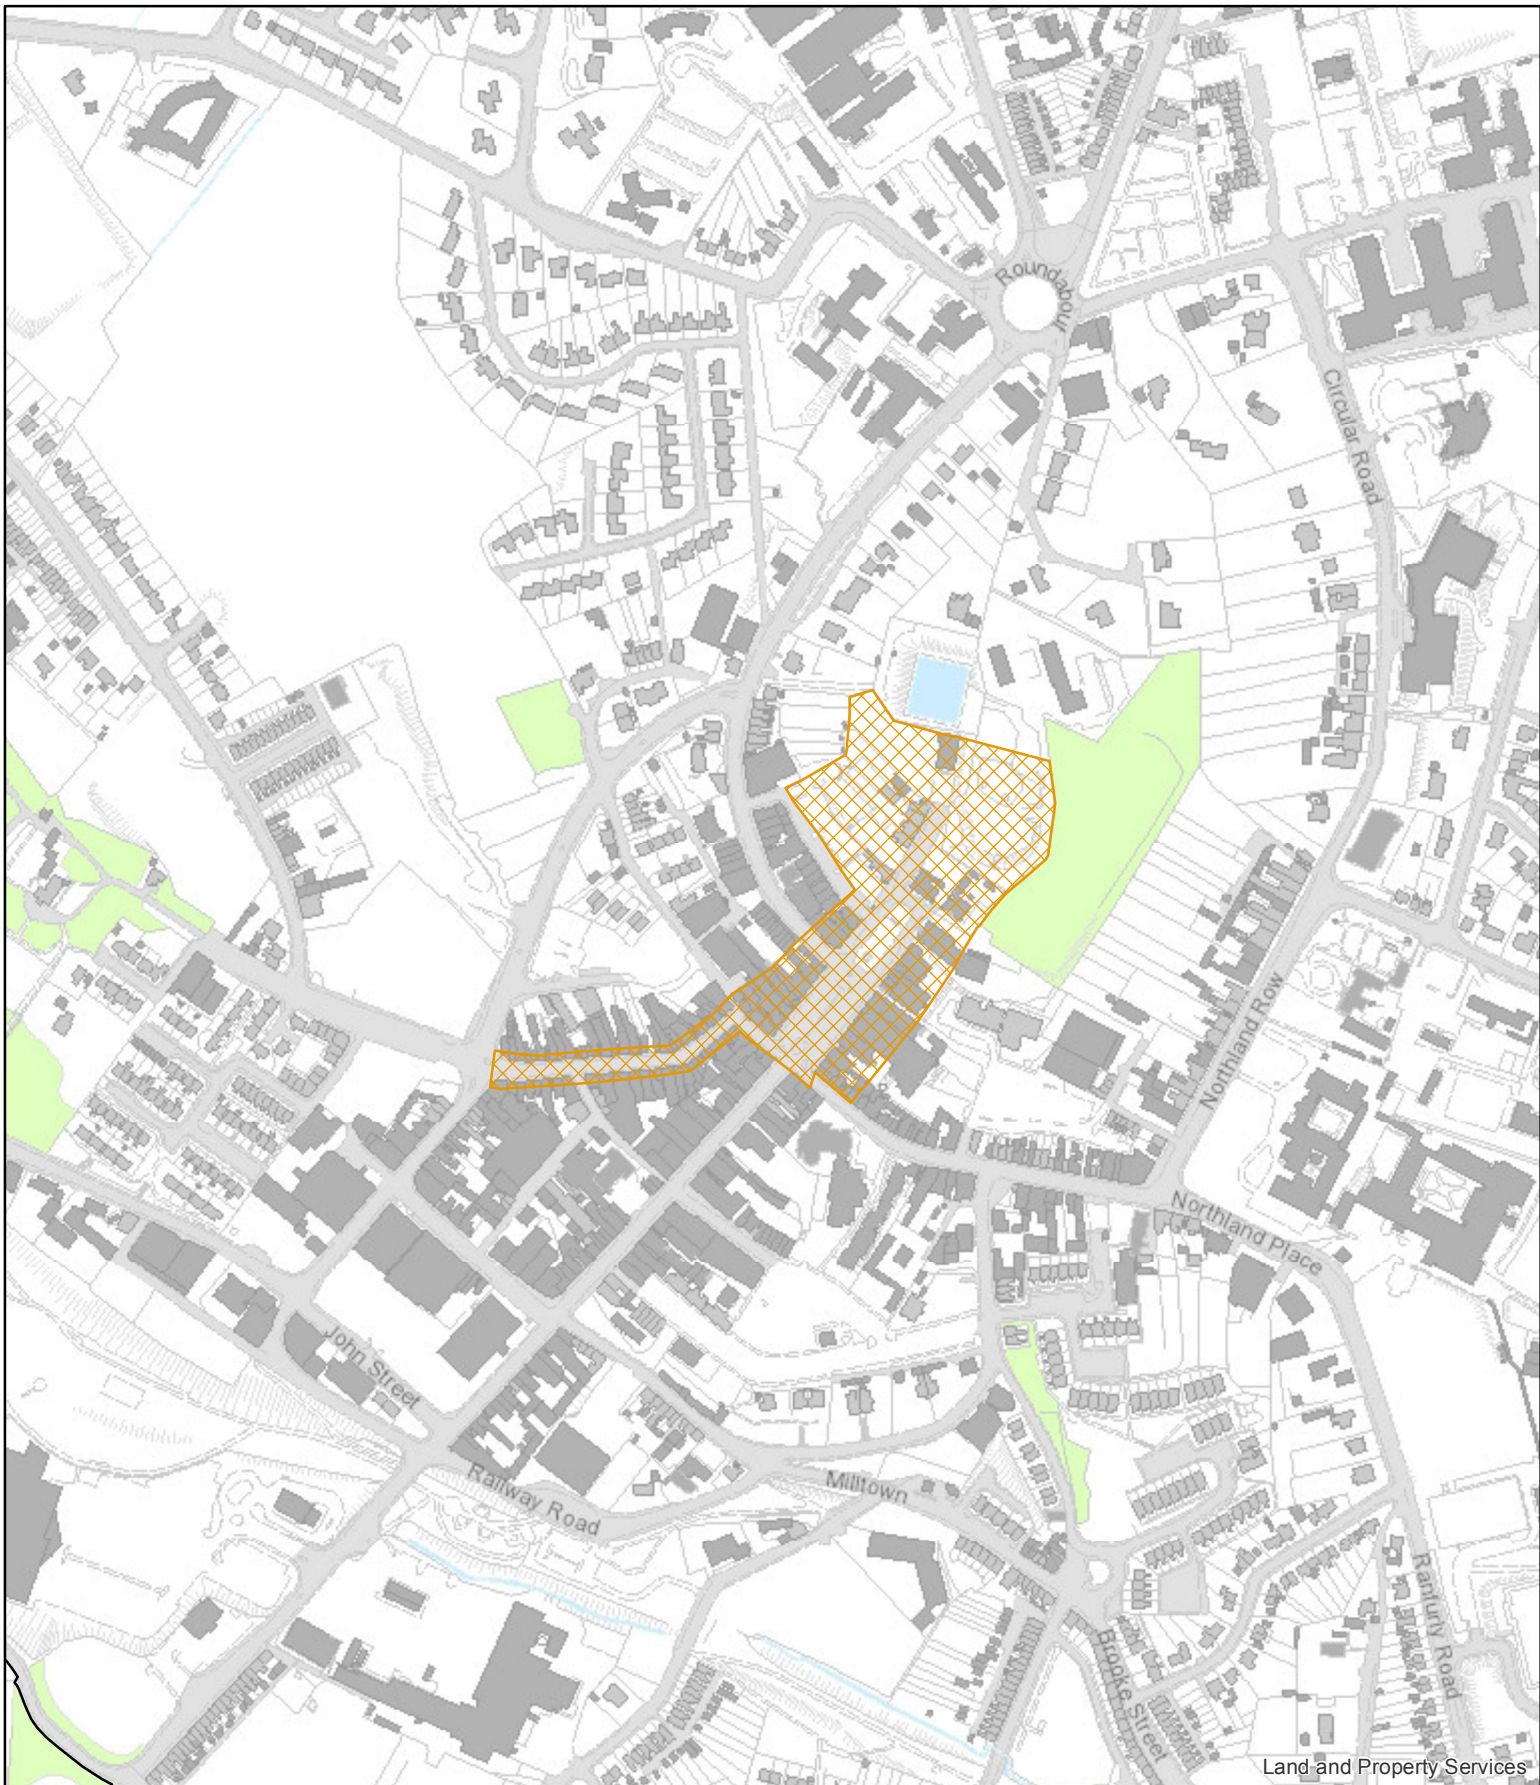 Roundabout
Circular Road
Northland Row
Northland Place
John Street
Railway Road
Milltown
Ranfurly Road
Brooke Street
Land and Property Services